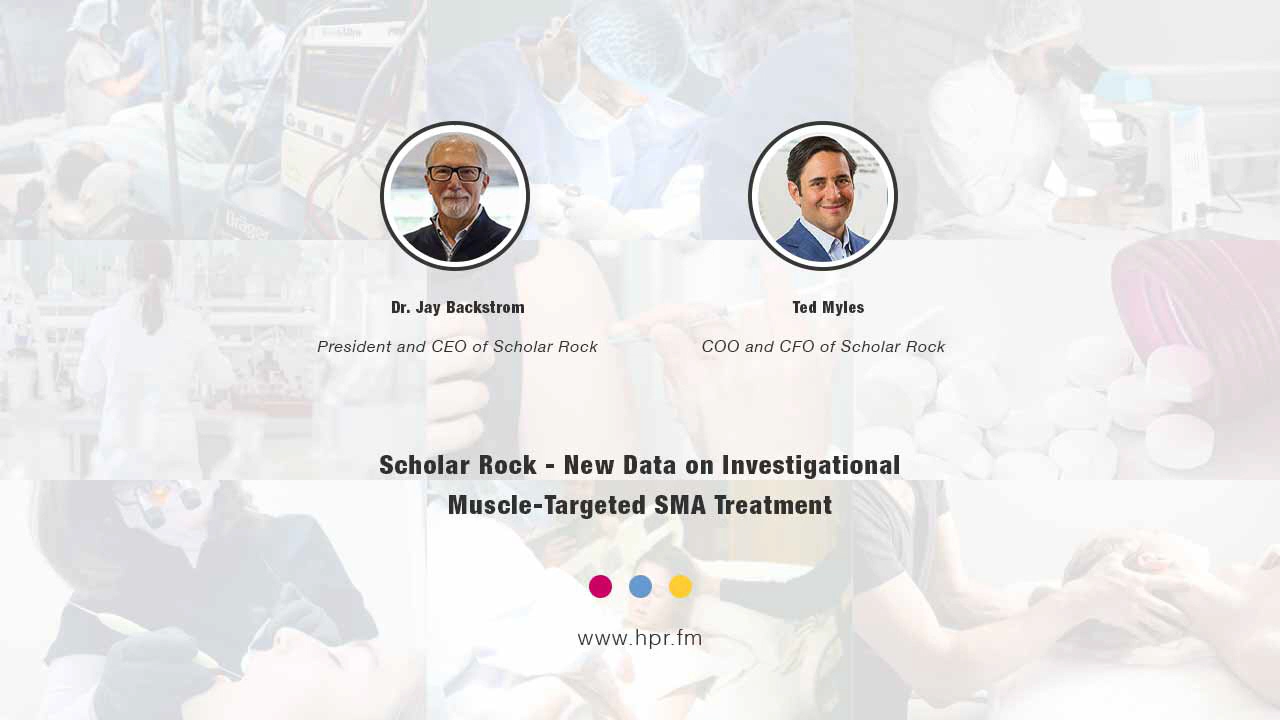 Dr. Jay Backstrom
Ted Myles
President and CEO of Scholar Rock
COO and CFO of Scholar Rock
Scholar Rock - New Data on Investigational
Muscle-Targeted SMA Treatment
www.hpr.fm
Dräger